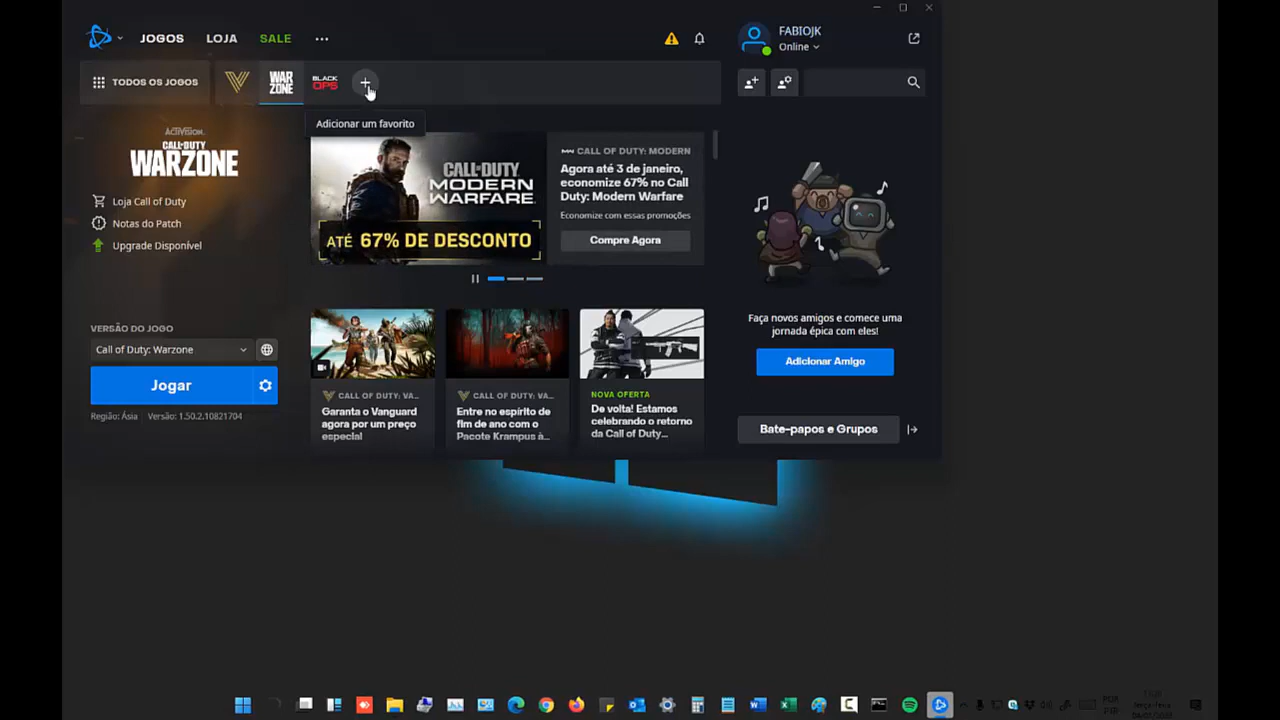 JOGOS
LOJA
SALE
FABIOJK
Online
TODOS OS JOGOS
WAR
ZONE
BLACK
OPS
Adicionar um favorito
ACTIVISION
CALL·DUTY
WARZONE
Loja Call of Duty
Notas do Patch
Upgrade Disponível
VERSÃO DO JOGO
Call of Duty: Warzone
Jogar
Região: Ásia
Versão: 1.50.2.10821704
CALL·DUTY
MODERN
WARFARE
ATÉ 67% DE DESCONTO
CALL OF DUTY: MODERN
Agora até 3 de janeiro,
economize 67% no Call
Duty: Modern Warfare
Economize com essas promoções
Compre Agora
CALL OF DUTY: VA...
Garanta o Vanguard
agora por um preço
especial
CALL OF DUTY: VA...
Entre no espírito de
fim de ano com o
Pacote Krampus à...
NOVA OFERTA
De volta! Estamos
celebrando o retorno
da Call of Duty...
Faça novos amigos e comece uma
jornada épica com eles!
Adicionar Amigo
Bate-papos e Grupos
POR